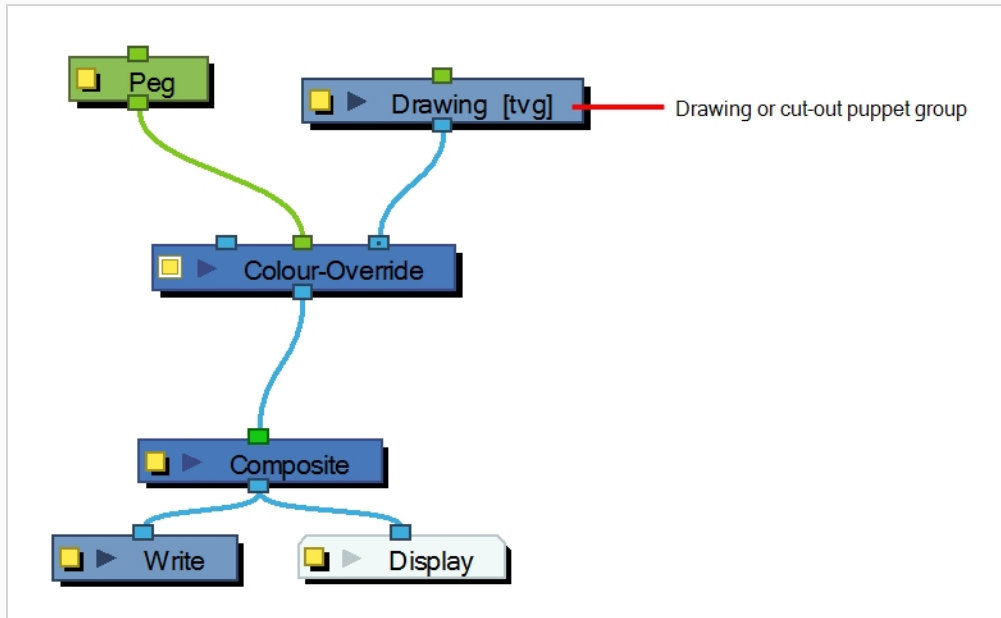 Peg
Drawing [tvg]
Drawing or cut-out puppet group
Colour-Override
Composite
Write
Display